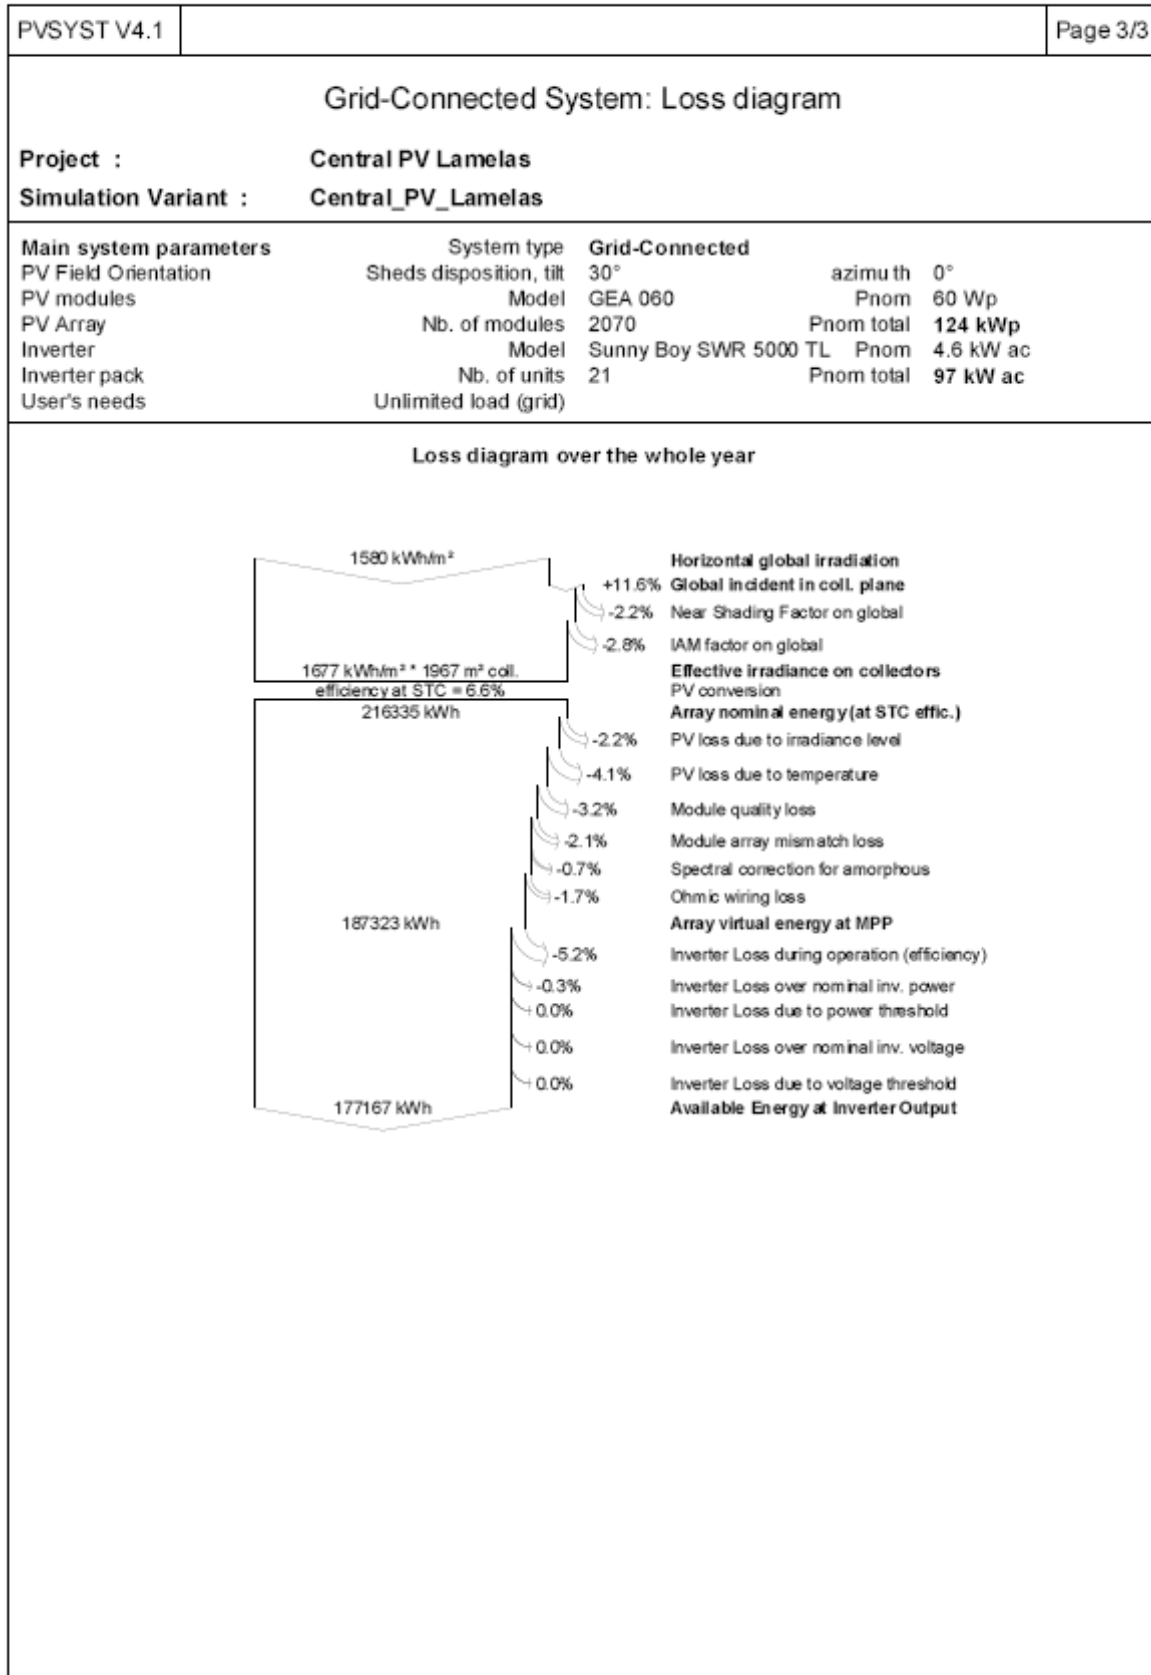 PVSYST V4.1 Page 3/3
Grid-Connected System: Loss diagram
Project : Central PV Lamelas
Simulation Variant : Central_PV_Lamelas
Main system parameters System type Grid-Connected
PV Field Orientation Sheds disposition, tilt 30° azimuth 0°
PV modules Model GEA 060 Pnom 60 Wp
PV Array Nb. of modules 2070 Pnom total 124 kWp
Inverter Model Sunny Boy SWR 5000 TL Pnom 4.6 kW ac
Inverter pack Nb. of units 21 Pnom total 97 kW ac
User's needs Unlimited load (grid)
Loss diagram over the whole year
1580 kWh/m² Horizontal global irradiation
+11.6% Global incident in coll. plane
-2.2% Near Shading Factor on global
-2.8% IAM factor on global
1677 kWh/m² * 1967 m² coll. Effective irradiance on collectors
efficiency at STC = 6.6% PV conversion
216335 kWh Array nominal energy (at STC effic.)
-2.2% PV loss due to irradiance level
-4.1% PV loss due to temperature
-3.2% Module quality loss
-2.1% Module array mismatch loss
-0.7% Spectral correction for amorphous
-1.7% Ohmic wiring loss
187323 kWh Array virtual energy at MPP
-5.2% Inverter Loss during operation (efficiency)
-0.3% Inverter Loss over nominal inv. power
0.0% Inverter Loss due to power threshold
0.0% Inverter Loss over nominal inv. voltage
0.0% Inverter Loss due to voltage threshold
177167 kWh Available Energy at Inverter Output